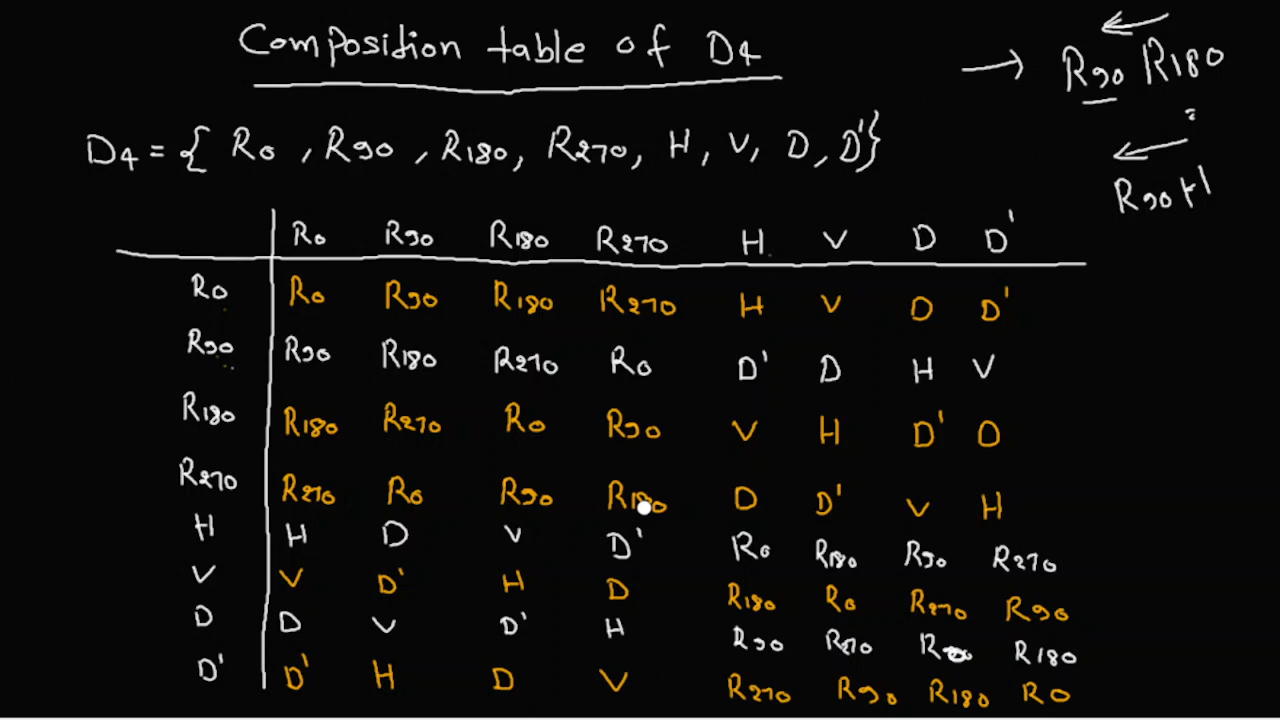 Composition table of D4
→ R90 R180
D4 = { R0, R90, R180, R270, H, V, D, D' }
R90 H
R0 R90 R180 R270 H V D D'
R0 R0 R90 R180 R270 H V D D'
R90 R90 R180 R270 R0 D' D H V
R180 R180 R270 R0 R90 V H D' D
R270 R270 R0 R90 R180 D D' V H
H H D V D' R0 R180 R90 R270
V V D' H D R180 R0 R270 R90
D D V D' H R90 R270 R180
D' D' H D V R270 R90 R180 R0